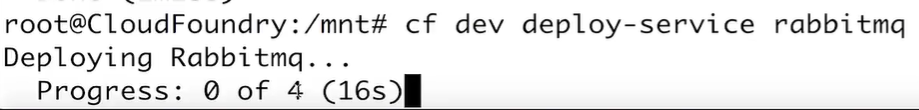 root@CloudFoundry:/mnt# cf dev deploy-service rabbitmq
Deploying Rabbitmq...
Progress: 0 of 4 (16s)